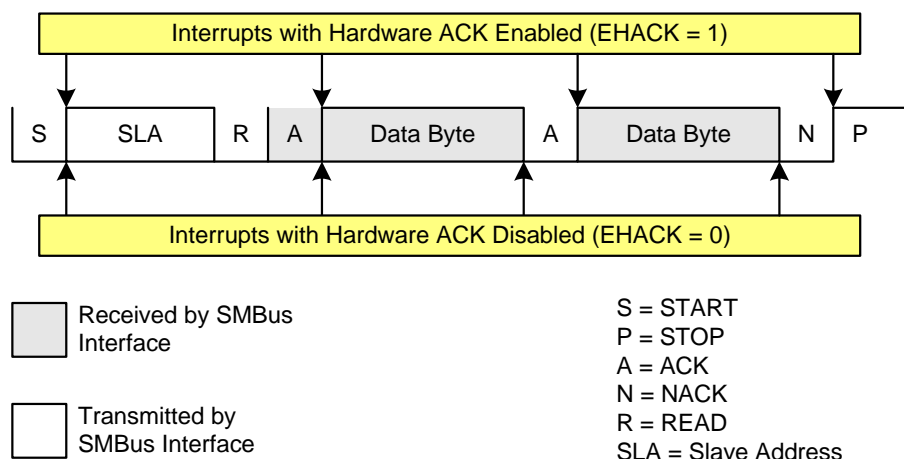 Interrupts with Hardware ACK Enabled (EHACK = 1)
S SLA R A Data Byte A Data Byte N P
Interrupts with Hardware ACK Disabled (EHACK = 0)
Received by SMBus
Interface
Transmitted by
SMBus Interface
S = START
P = STOP
A = ACK
N = NACK
R = READ
SLA = Slave Address